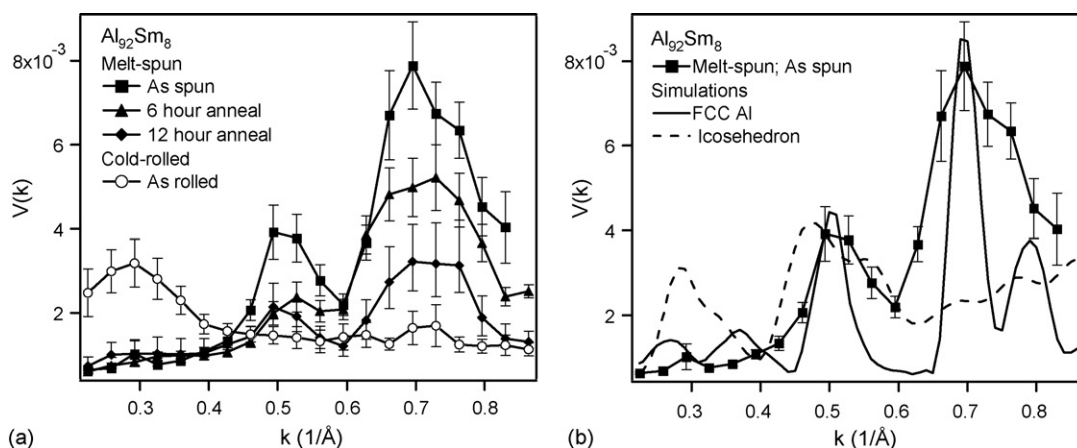 Al₉₂Sm₈
Melt-spun
As spun
6 hour anneal
12 hour anneal
Cold-rolled
As rolled
8x10⁻³
6
4
2
V(k)
0.3 0.4 0.5 0.6 0.7 0.8
k (1/Å)
(a)
Al₉₂Sm₈
Melt-spun; As spun
Simulations
FCC Al
Icosehedron
8x10⁻³
6
4
2
V(k)
0.3 0.4 0.5 0.6 0.7 0.8
k (1/Å)
(b)